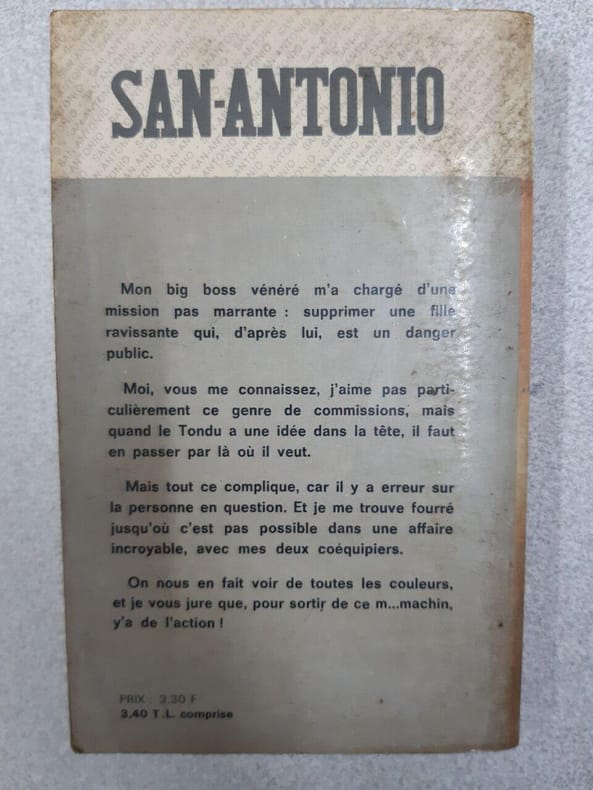 SAN-ANTONIO
Mon big boss vénéré m'a chargé d'une
mission pas marrante : supprimer une fille
ravissante qui, d'après lui, est un danger
public.
Moi, vous me connaissez, j'aime pas parti-
culièrement ce genre de commissions, mais
quand le Tondu a une idée dans la tête, il faut
en passer par là où il veut.
Mais tout ce complique, car il y a erreur sur
la personne en question. Et je me trouve fourré
jusqu'où c'est pas possible dans une affaire
incroyable, avec mes deux coéquipiers.
On nous en fait voir de toutes les couleurs,
et je vous jure que, pour sortir de ce m...machin,
y'a de l'action !
PRIX : 3,30 F
3,40 T.L. comprise